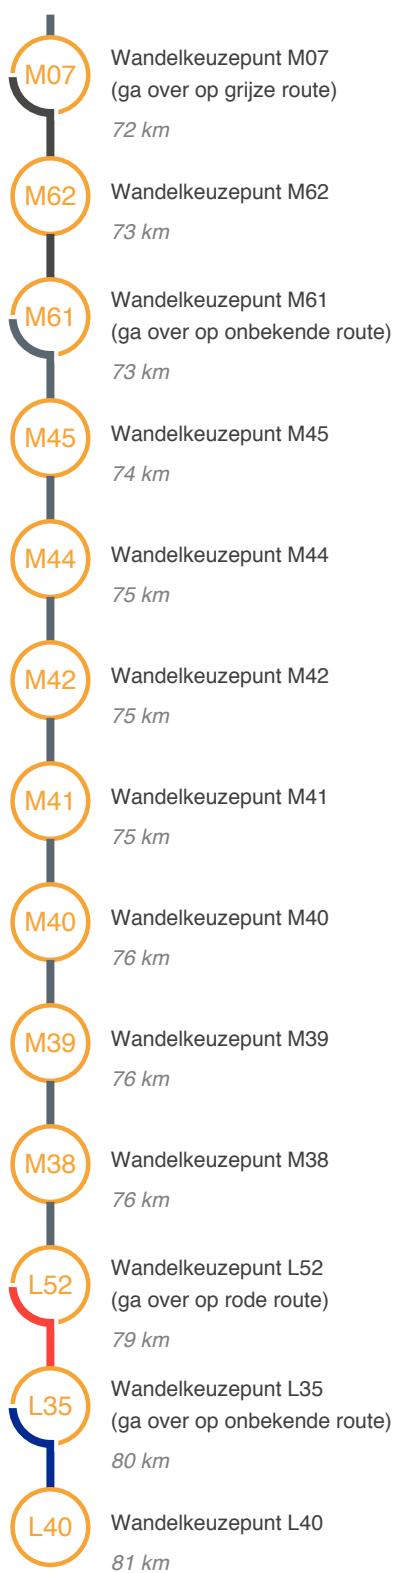 M07
Wandelkeuzepunt M07
(ga over op grijze route)
72 km
M62
Wandelkeuzepunt M62
73 km
M61
Wandelkeuzepunt M61
(ga over op onbekende route)
73 km
M45
Wandelkeuzepunt M45
74 km
M44
Wandelkeuzepunt M44
75 km
M42
Wandelkeuzepunt M42
75 km
M41
Wandelkeuzepunt M41
75 km
M40
Wandelkeuzepunt M40
76 km
M39
Wandelkeuzepunt M39
76 km
M38
Wandelkeuzepunt M38
76 km
L52
Wandelkeuzepunt L52
(ga over op rode route)
79 km
L35
Wandelkeuzepunt L35
(ga over op onbekende route)
80 km
L40
Wandelkeuzepunt L40
81 km